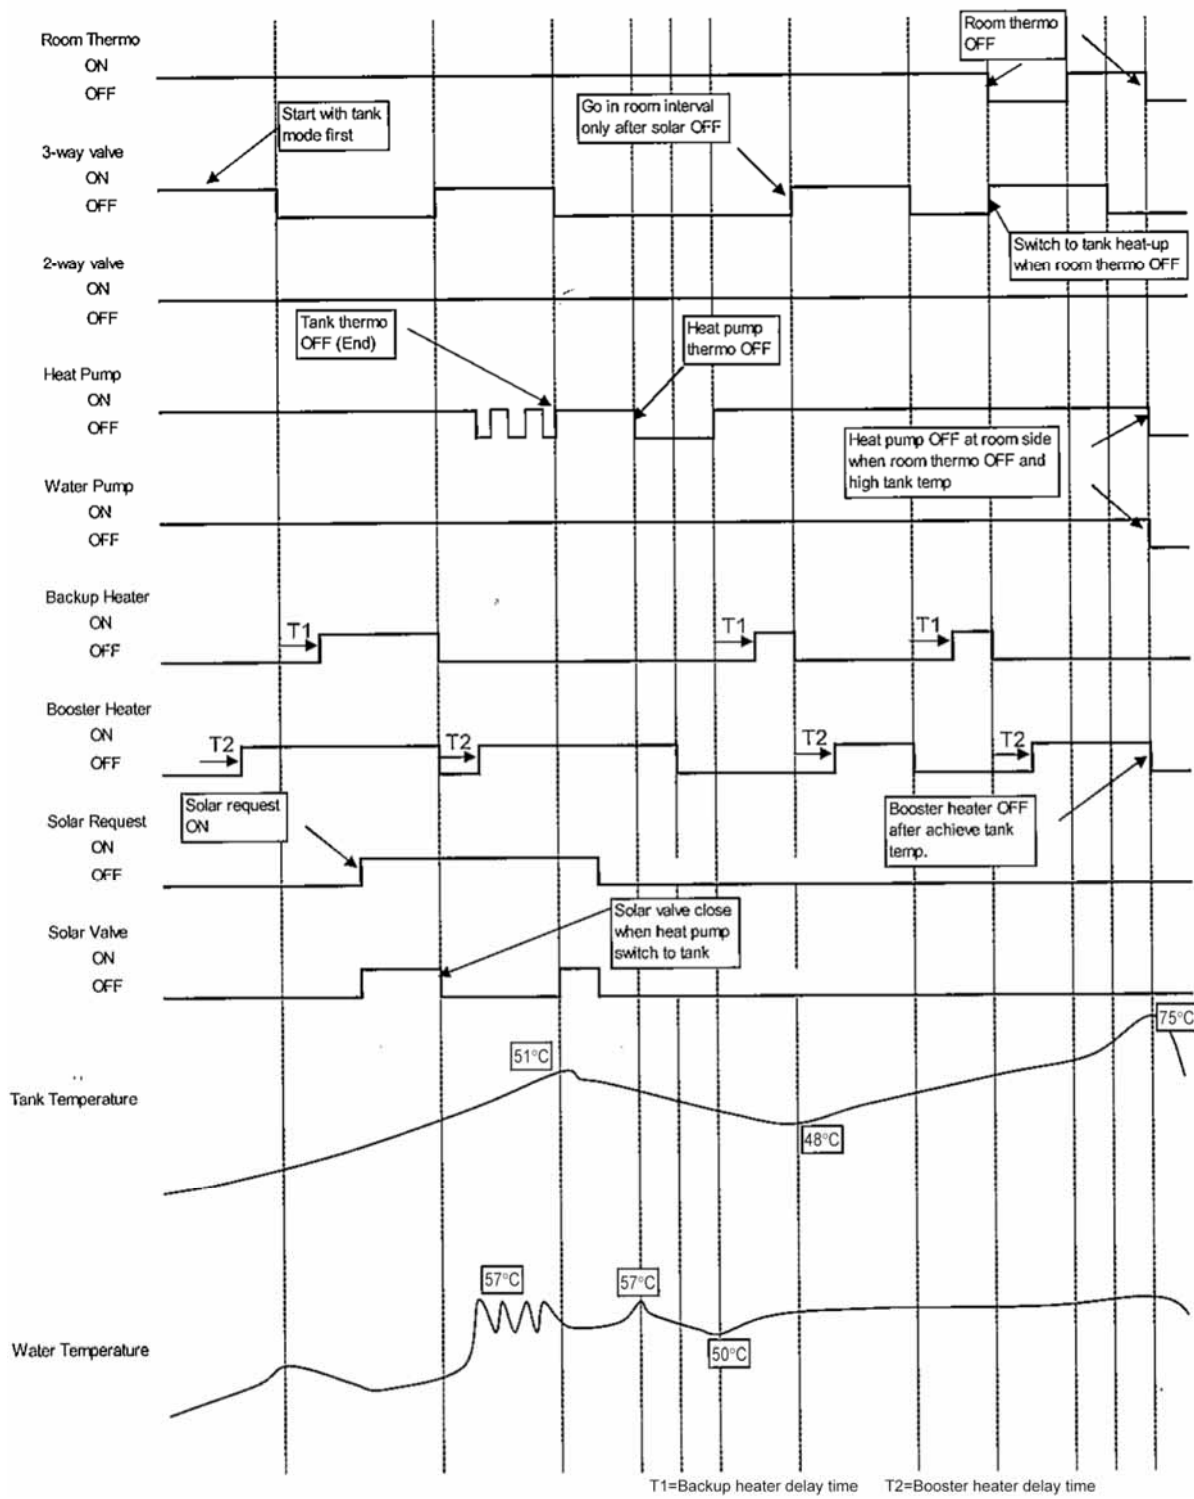 Room Thermo
ON
OFF
Room thermo
OFF
Start with tank
mode first
Go in room interval
only after solar OFF
3-way valve
ON
OFF
Switch to tank heat-up
when room thermo OFF
2-way valve
ON
OFF
Tank thermo
OFF (End)
Heat pump
thermo OFF
Heat Pump
ON
OFF
Heat pump OFF at room side
when room thermo OFF and
high tank temp
Water Pump
ON
OFF
Backup Heater
ON
OFF
T1
T1
T1
Booster Heater
ON
OFF
T2
T2
T2
T2
Solar request
ON
Booster heater OFF
after achieve tank
temp.
Solar Request
ON
OFF
Solar valve close
when heat pump
switch to tank
Solar Valve
ON
OFF
75°C
51°C
Tank Temperature
48°C
57°C
57°C
Water Temperature
50°C
T1=Backup heater delay time
T2=Booster heater delay time